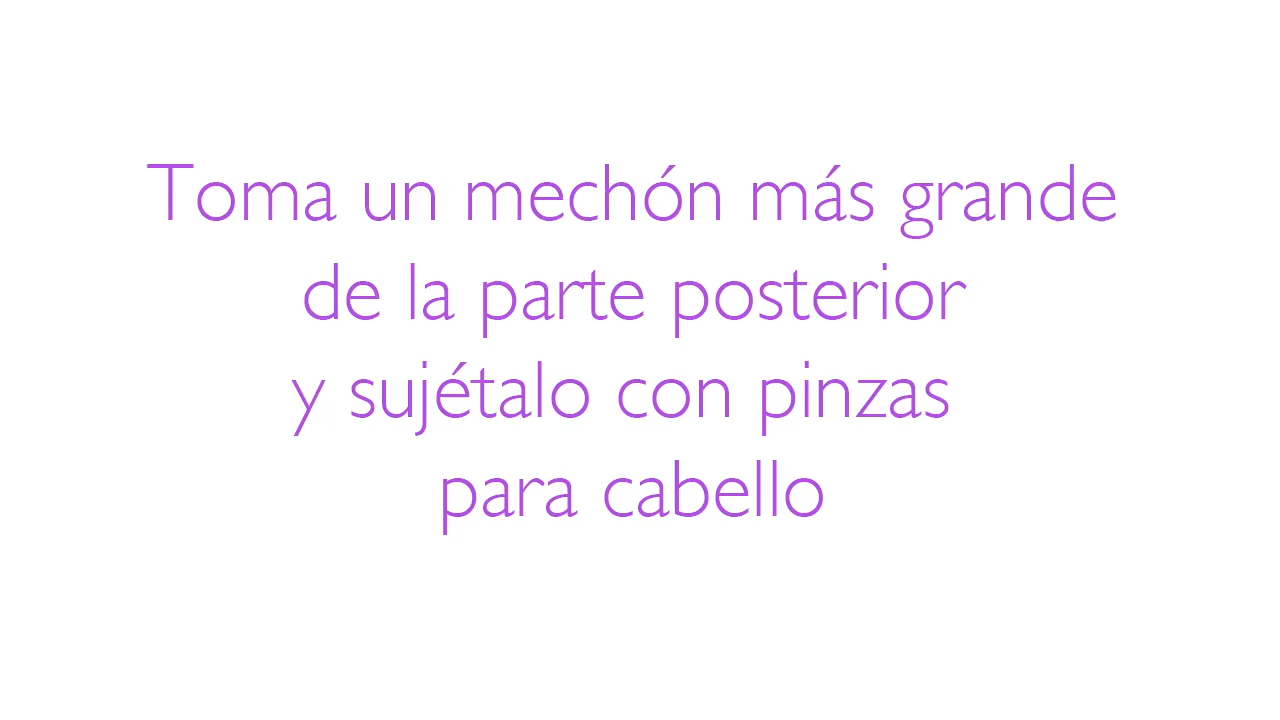 Toma un mechón más grande
de la parte posterior
y sujétalo con pinzas
para cabello